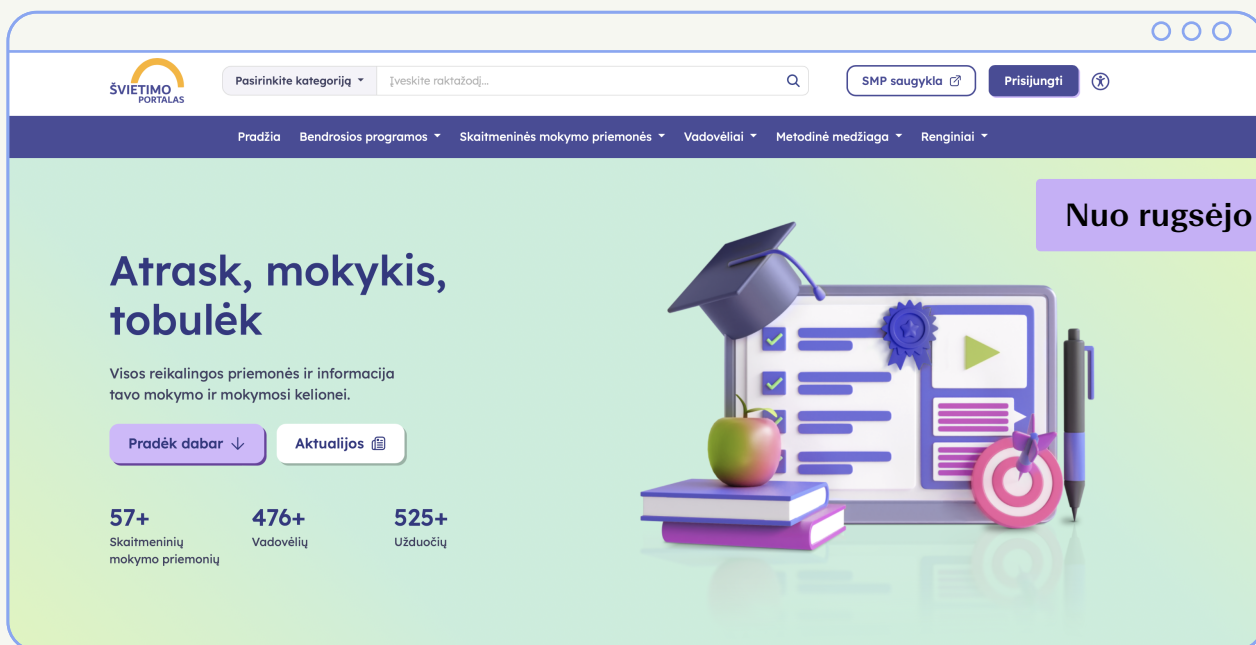 ŠVIETIMO
PORTALAS
Pasirinkite kategoriją
Įveskite raktažodį...
SMP saugykla
Prisijungti
Pradžia Bendrosios programos Skaitmeninės mokymo priemonės Vadovėliai Metodinė medžiaga Renginiai
Nuo rugsėjo
Atrask, mokykis,
tobulėk
Visos reikalingos priemonės ir informacija
tavo mokymo ir mokymosi kelionei.
Pradėk dabar
Aktualijos
57+ 476+ 525+
Skaitmeninių Vadovėlių Užduočių
mokymo priemonių